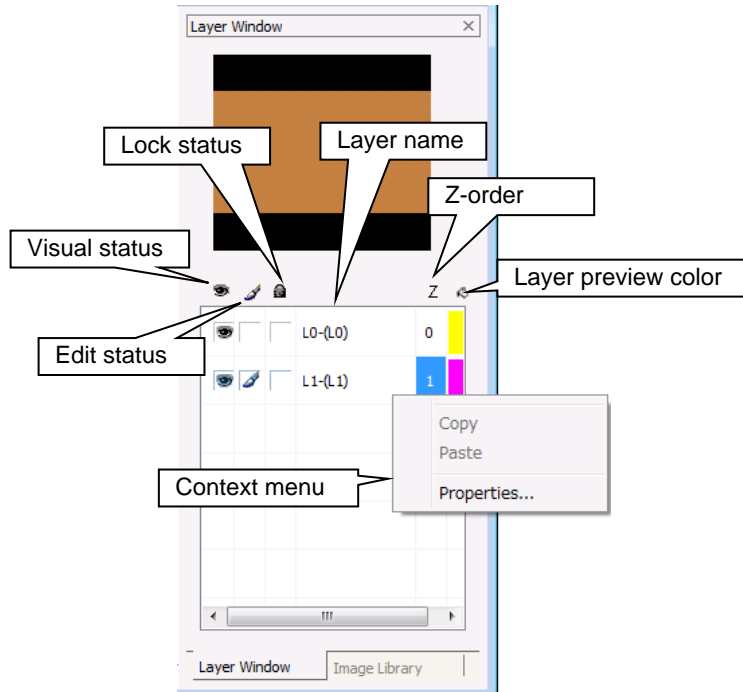 Layer Window
Lock status
Layer name
Z-order
Visual status
Layer preview color
Z
Edit status
L0-(L0) 0
L1-(L1) 1
Copy
Paste
Context menu
Properties...
Layer Window Image Library